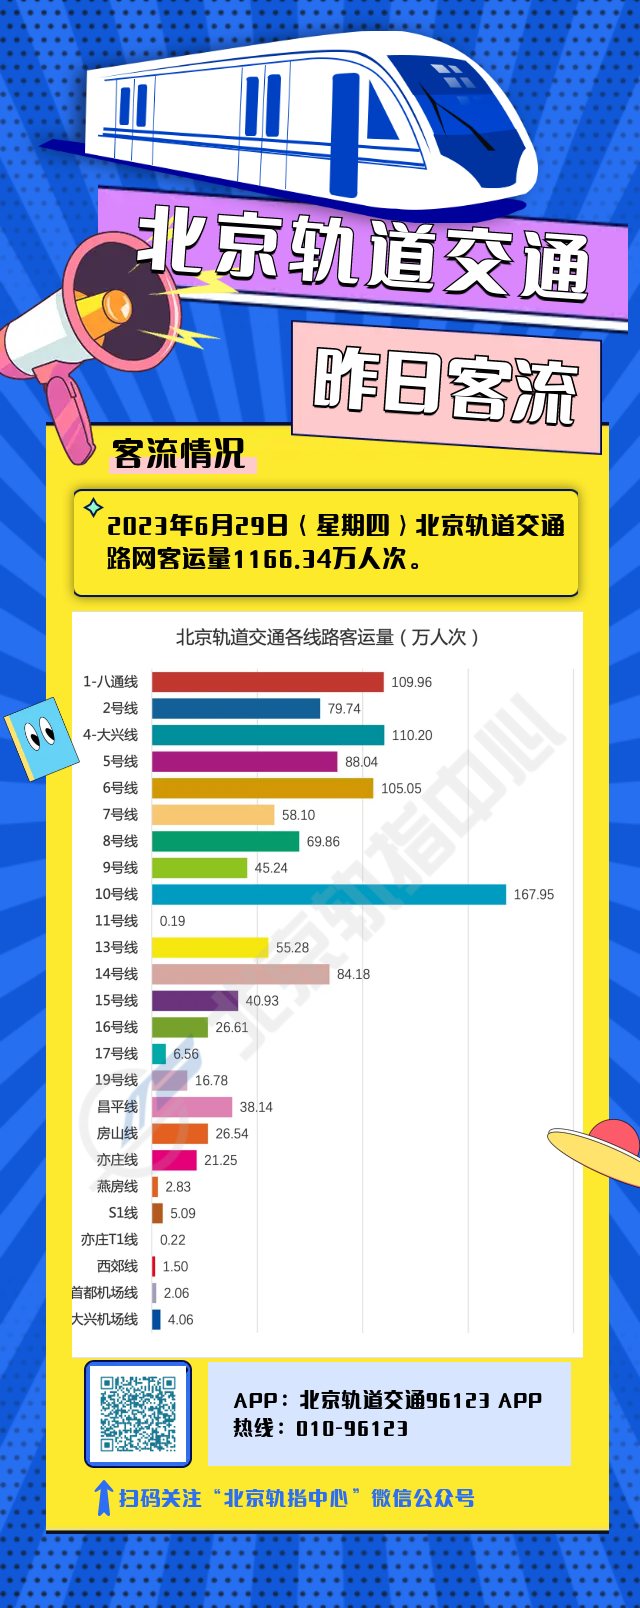 北京轨道交通
昨日客流
客流情况
2023年6月29日（星期四）北京轨道交通
路网客运量1166.34万人次。
北京轨道交通各线路客运量（万人次）
1-八通线 109.96
2号线 79.74
4-大兴线 110.20
5号线 88.04
6号线 105.05
7号线 58.10
8号线 69.86
9号线 45.24
10号线 167.95
11号线 0.19
13号线 55.28
14号线 84.18
15号线 40.93
16号线 26.61
17号线 6.56
19号线 16.78
昌平线 38.14
房山线 26.54
亦庄线 21.25
燕房线 2.83
S1线 5.09
亦庄T1线 0.22
西郊线 1.50
首都机场线 2.06
大兴机场线 4.06
北京轨指中心
APP：北京轨道交通96123 APP
热线：010-96123
扫码关注“北京轨指中心”微信公众号